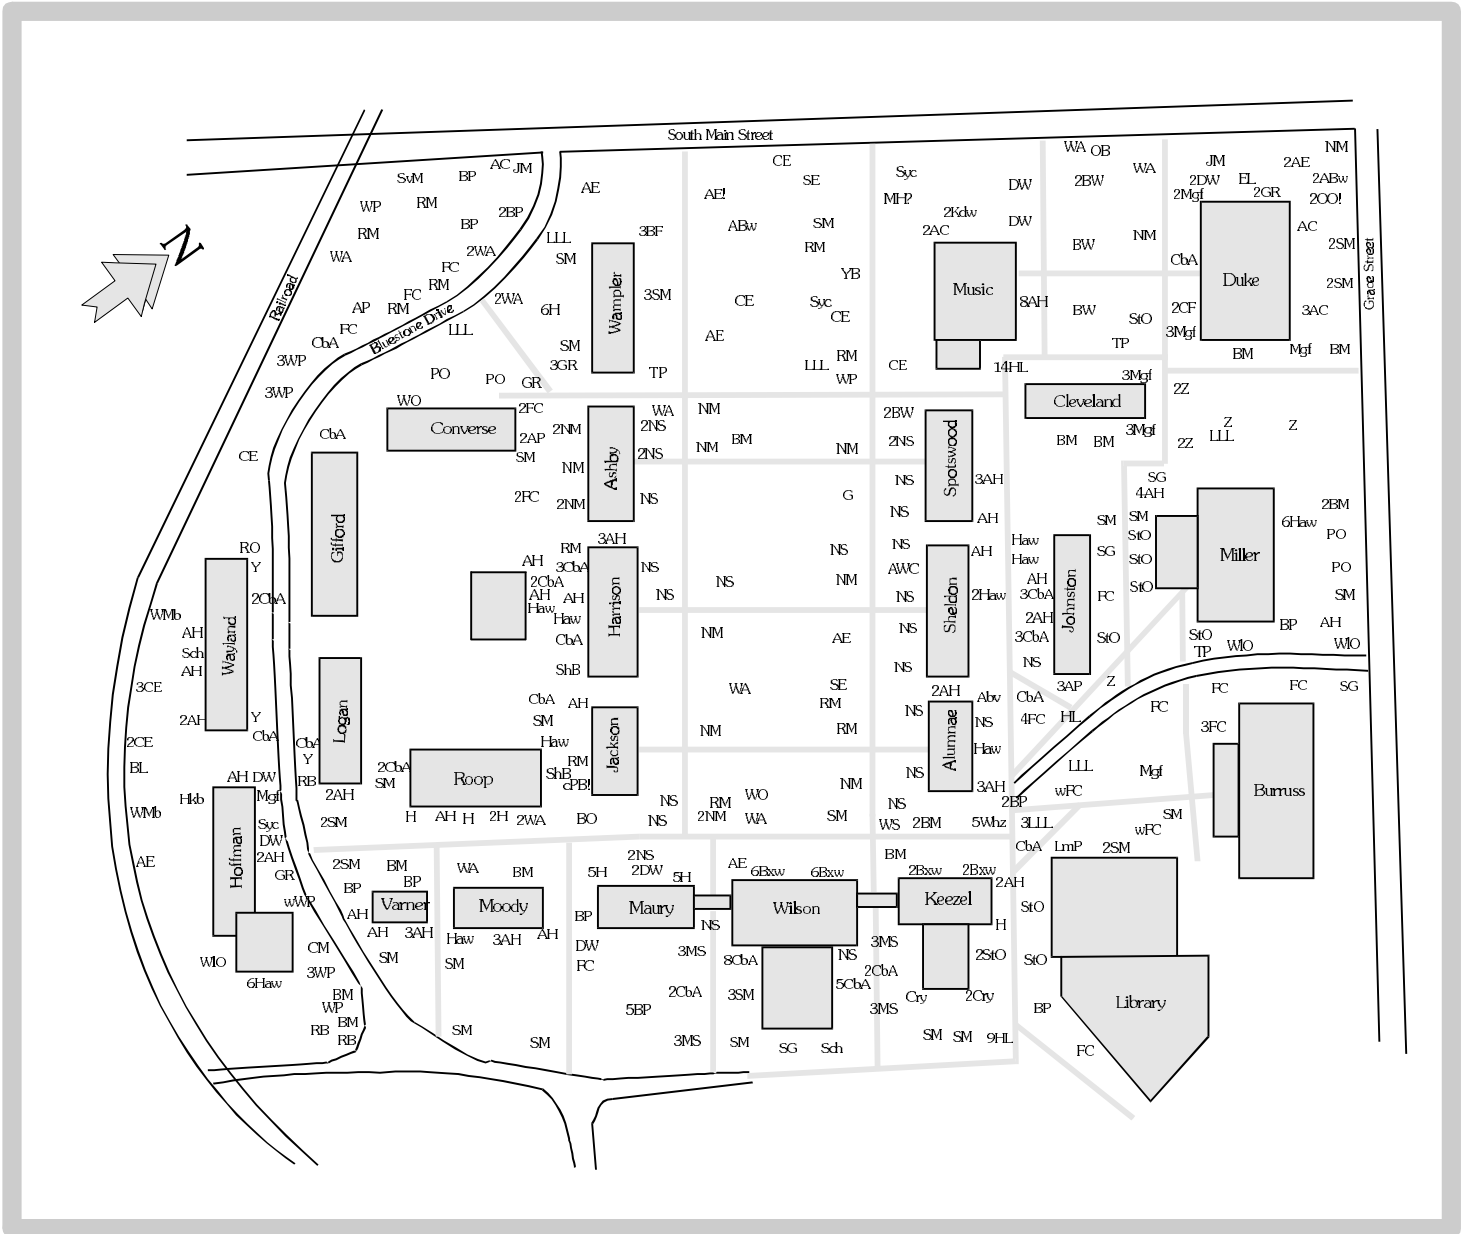 South Main Street
WA
OB
NM
CE
AC
JM
Syc
WA
JM
2AE
SvM
BP
AE
SE
DW
2BW
2DW
EL
2ABw
AE!
MH?
2Mgf
2GR
2OO!
WP
RM
2BP
2Kdw
BP
3BF
ABw
SM
2AC
DW
AC
RM
LLL
NM
N
2WA
RM
BW
2SM
WA
SM
CbA
Grace Street
FC
YB
Duke
RM
Wampler
Music
2SM
Railroad
FC
2WA
3SM
CE
Syc
8AH
AP
RM
6H
CE
BW
StO
2CF
3AC
Bluestone Drive
FC
LLL
AE
3Mgf
CbA
SM
TP
Mgf
BM
3WP
3GR
RM
BM
LLL
CE
14HL
PO
PO
GR
TP
WP
3Mgf
3WP
2Z
WO
2FC
WA
NM
2BW
Cleveland
Converse
2NM
2NS
3Mgf
Z
Z
CbA
2AP
BM
2NS
BM
BM
2Z
LLL
CE
SM
NM
Ashby
2NS
NM
NM
Spotswood
NS
3AH
SG
2FC
2NM
NS
G
4AH
NS
AH
SM
SM
2BM
Gifford
3AH
Haw
StO
6Haw
PO
RO
RM
NS
NS
AH
SG
Miller
Y
AH
3CbA
NS
Haw
StO
2CbA
AH
NS
NM
AWC
AH
Johnston
StO
PO
2CbA
AH
Harrison
NS
NS
Sheldon
2Haw
3CbA
FC
SM
WMb
Haw
Haw
2AH
BP
AH
AH
Wayland
CbA
NM
AE
NS
3CbA
StO
StO
WlO
WlO
Sch
TP
AH
ShB
NS
NS
3CE
WA
SE
2AH
3AP
Z
FC
FC
SG
CbA
AH
RM
Abv
CbA
2AH
Y
Logan
SM
NS
NS
4FC
HL
FC
CbA
CbA
Haw
Jackson
NM
RM
Alumnae
Haw
3FC
2CE
Y
RM
BL
2CbA
ShB
NS
LLL
Mgf
AH
DW
RB
SM
Roop
cPB!
NM
3AH
Hkb
Mgf
2AH
NS
RM
WO
NS
2BP
wFC
Burruss
WMb
H
AH
H
2H
2WA
BO
NS
2NM
WA
SM
WS
2BM
5Whz
3LLL
SM
Syc
2SM
wFC
DW
CbA
LmP
2SM
AE
Hoffman
2AH
2SM
BM
WA
BM
2NS
AE
BM
GR
5H
2DW
6Bxw
6Bxw
2Bxw
2Bxw
BP
BP
5H
2AH
wWP
Varner
Moody
Maury
Wilson
Keezel
StO
AH
BP
AH
3AH
Haw
3AH
AH
NS
H
CM
DW
3MS
3MS
WlO
SM
SM
FC
8CbA
NS
2StO
StO
3WP
2CbA
6Haw
5CbA
BM
2CbA
3SM
Cry
2Cry
Library
WP
5BP
3MS
BP
BM
RB
SM
SM
SM
9HL
RB
SM
3MS
SM
SG
Sch
FC